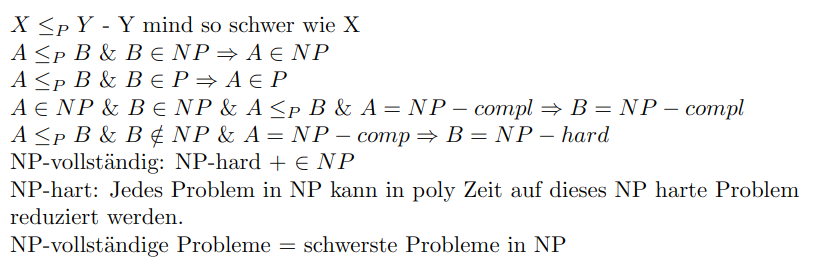 X ≤_P Y - Y mind so schwer wie X
A ≤_P B & B ∈ NP ⇒ A ∈ NP
A ≤_P B & B ∈ P ⇒ A ∈ P
A ∈ NP & B ∈ NP & A ≤_P B & A = NP − compl ⇒ B = NP − compl
A ≤_P B & B ∉ NP & A = NP − comp ⇒ B = NP − hard
NP-vollständig: NP-hard + ∈ NP
NP-hart: Jedes Problem in NP kann in poly Zeit auf dieses NP harte Problem
reduziert werden.
NP-vollständige Probleme = schwerste Probleme in NP